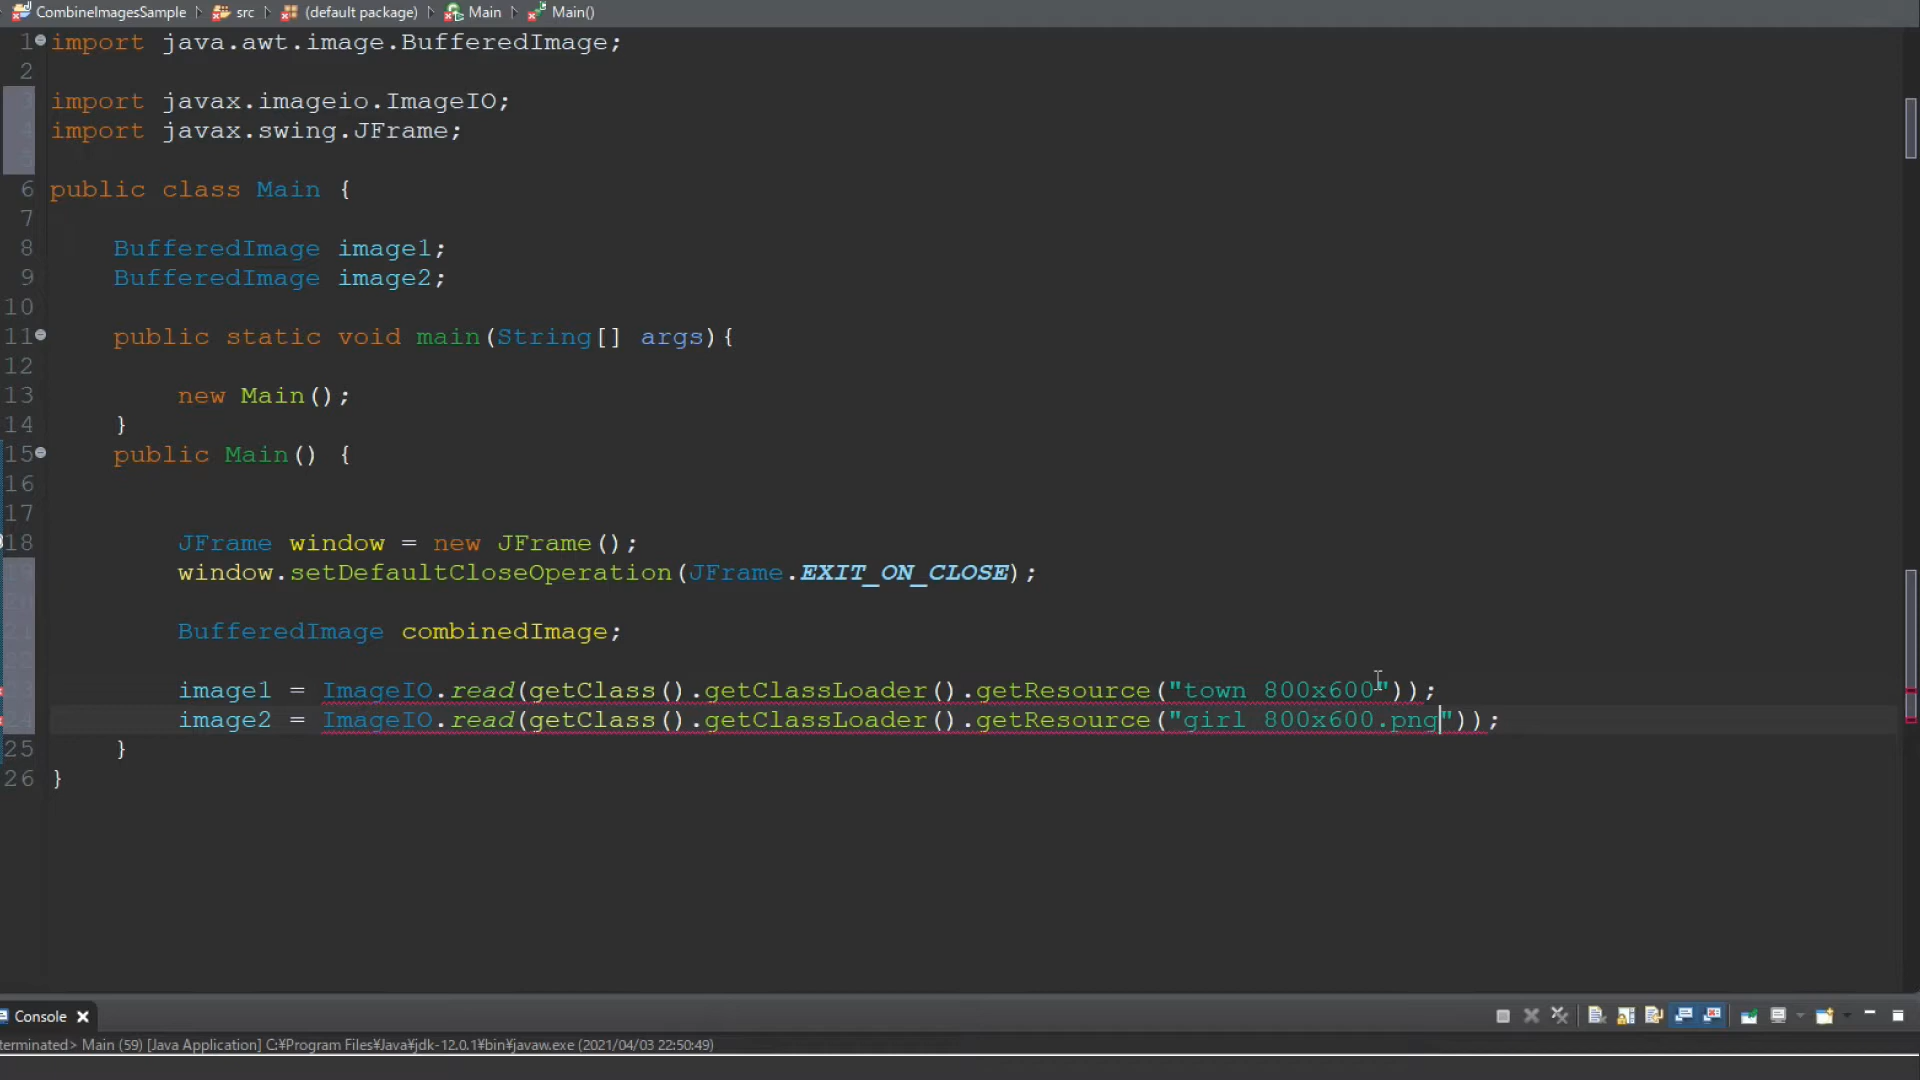 CombineImagesSample src (default package) Main Main()
1 import java.awt.image.BufferedImage;
2
import javax.imageio.ImageIO;
import javax.swing.JFrame;
6 public class Main {
7
8 BufferedImage image1;
9 BufferedImage image2;
10
11 public static void main(String[] args){
12
13 new Main();
14 }
15 public Main() {
16
17
18 JFrame window = new JFrame();
window.setDefaultCloseOperation(JFrame.EXIT_ON_CLOSE);
BufferedImage combinedImage;
image1 = ImageIO.read(getClass().getClassLoader().getResource("town 800x600"));
24 image2 = ImageIO.read(getClass().getClassLoader().getResource("girl 800x600.png"));
25 }
26 }
Console
terminated> Main (59) [Java Application] C:¥Program Files¥Java¥jdk-12.0.1¥bin¥javaw.exe (2021/04/03 22:50:49)